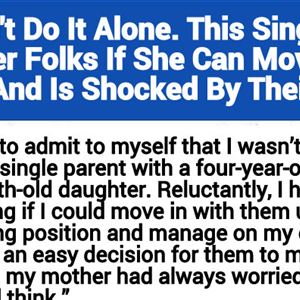 't Do It Alone. This Sing
er Folks If She Can Mov
And Is Shocked By The
to admit to myself that I wasn't
single parent with a four-year-o
th-old daughter. Reluctantly, I h
g if I could move in with them u
ng position and manage on my
an easy decision for them to m
my mother had always worried
think."